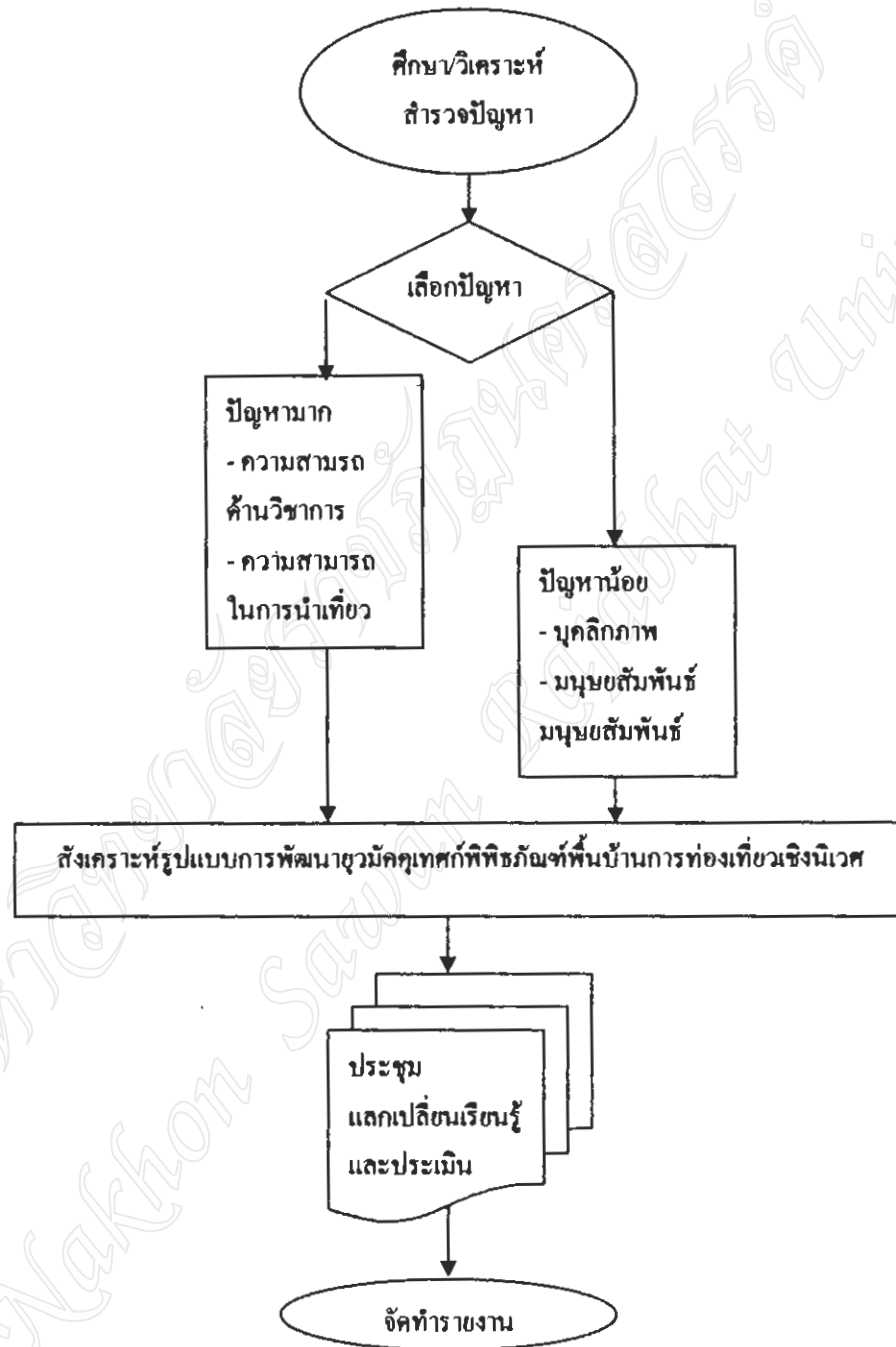 ศึกษา/วิเคราะห์
สำรวจปัญหา
เลือกปัญหา
ปัญหามาก
- ความสามรถ
ด้านวิชาการ
- ความสามารถ
ในการนำเที่ยว
ปัญหาน้อย
- บุคลิกภาพ
- มนุษยสัมพันธ์
มนุษยสัมพันธ์
สังเคราะห์รูปแบบการพัฒนายุวมัคคุเทศก์พิพิธภัณฑ์พื้นบ้านการท่องเที่ยวเชิงนิเวศ
ประชุม
แลกเปลี่ยนเรียนรู้
และประเมิน
จัดทำรายงาน
Nakhon Sawan Rajabhat